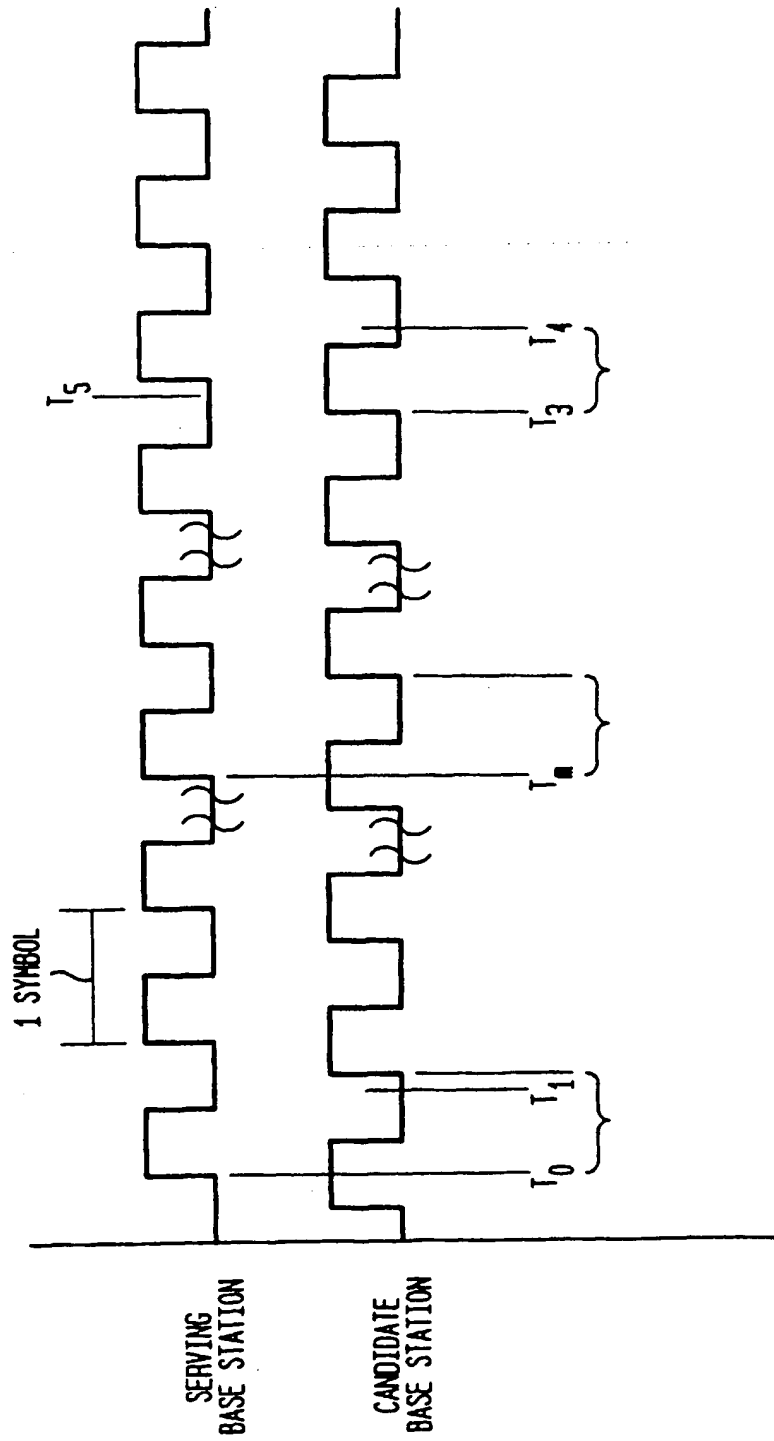 1 SYMBOL
T5
SERVING
BASE STATION
CANDIDATE
BASE STATION
T0
T1
Tm
T3
T4